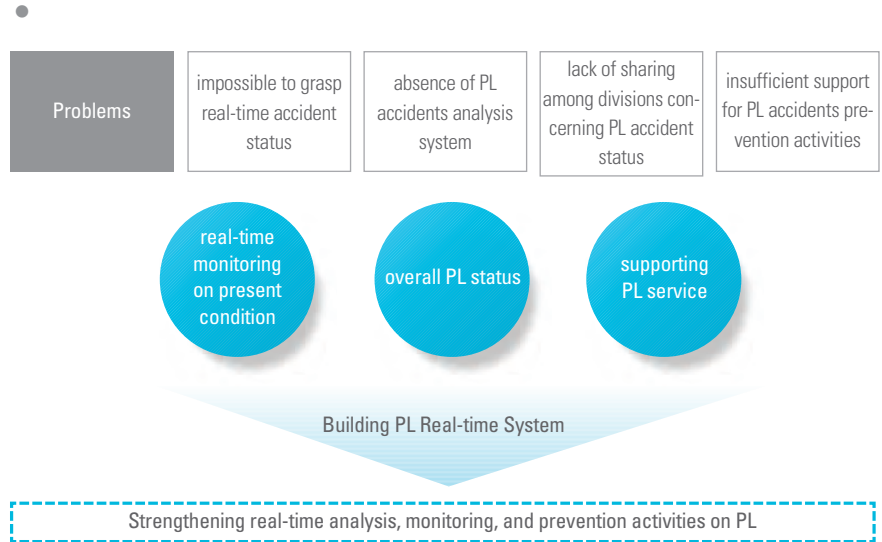 Problems
impossible to grasp
real-time accident
status
absence of PL
accidents analysis
system
lack of sharing
among divisions con-
cerning PL accident
status
insufficient support
for PL accidents pre-
vention activities
real-time
monitoring
on present
condition
overall PL status
supporting
PL service
Building PL Real-time System
Strengthening real-time analysis, monitoring, and prevention activities on PL